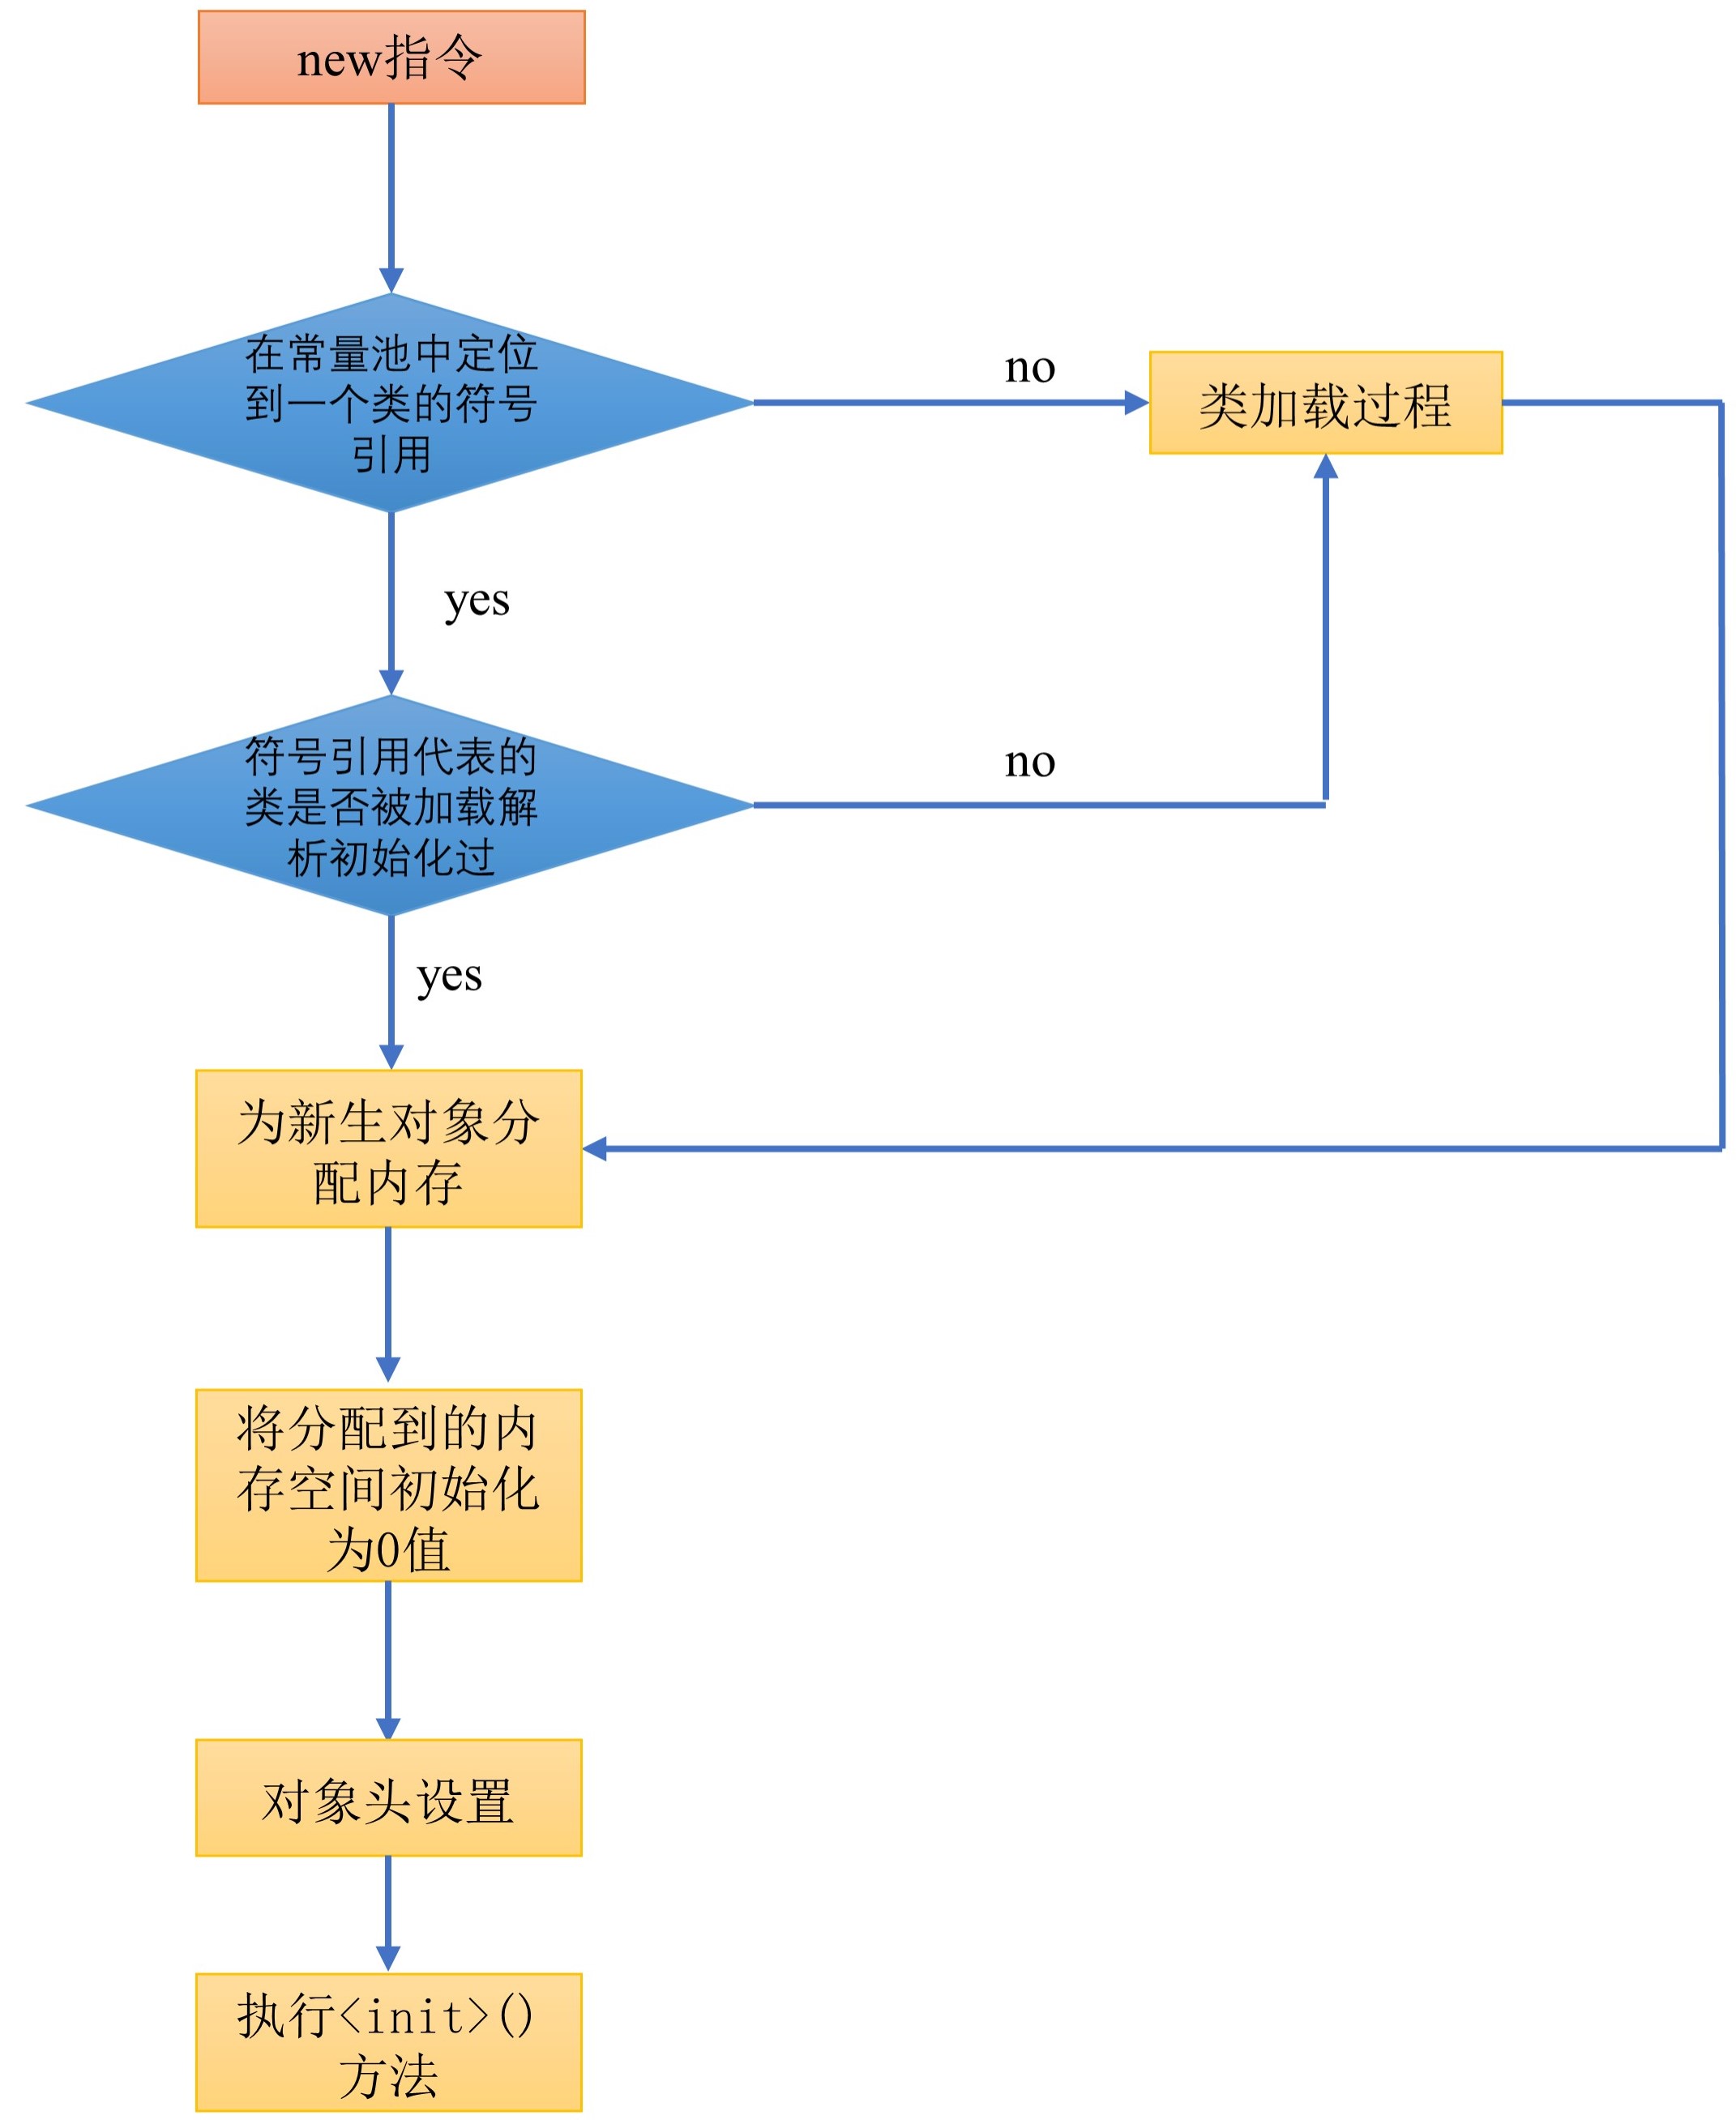 new指令
在常量池中定位
到一个类的符号
引用
no
类加载过程
yes
符号引用代表的
类是否被加载解
析初始化过
no
yes
为新生对象分
配内存
将分配到的内
存空间初始化
为0值
对象头设置
执行<init>()
方法